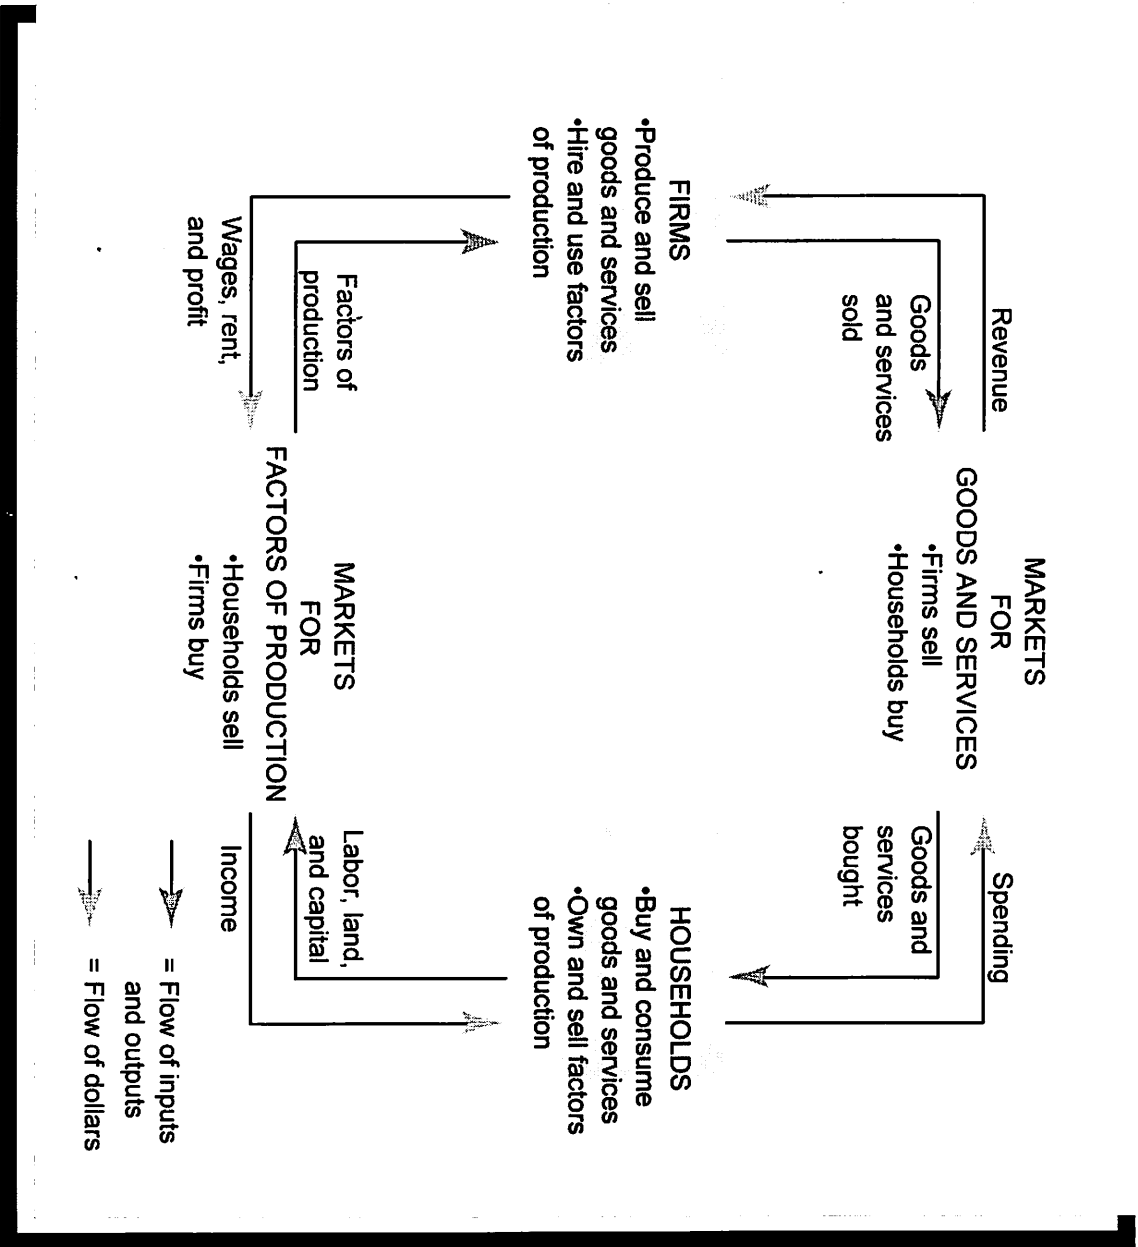 MARKETS
FOR
GOODS AND SERVICES
•Firms sell
•Households buy
Revenue
Goods
and services
sold
Spending
Goods and
services
bought
FIRMS
•Produce and sell
goods and services
•Hire and use factors
of production
HOUSEHOLDS
•Buy and consume
goods and services
•Own and sell factors
of production
Factors of
production
Wages, rent,
and profit
MARKETS
FOR
FACTORS OF PRODUCTION
•Households sell
•Firms buy
Labor, land,
and capital
Income
= Flow of inputs
and outputs
= Flow of dollars